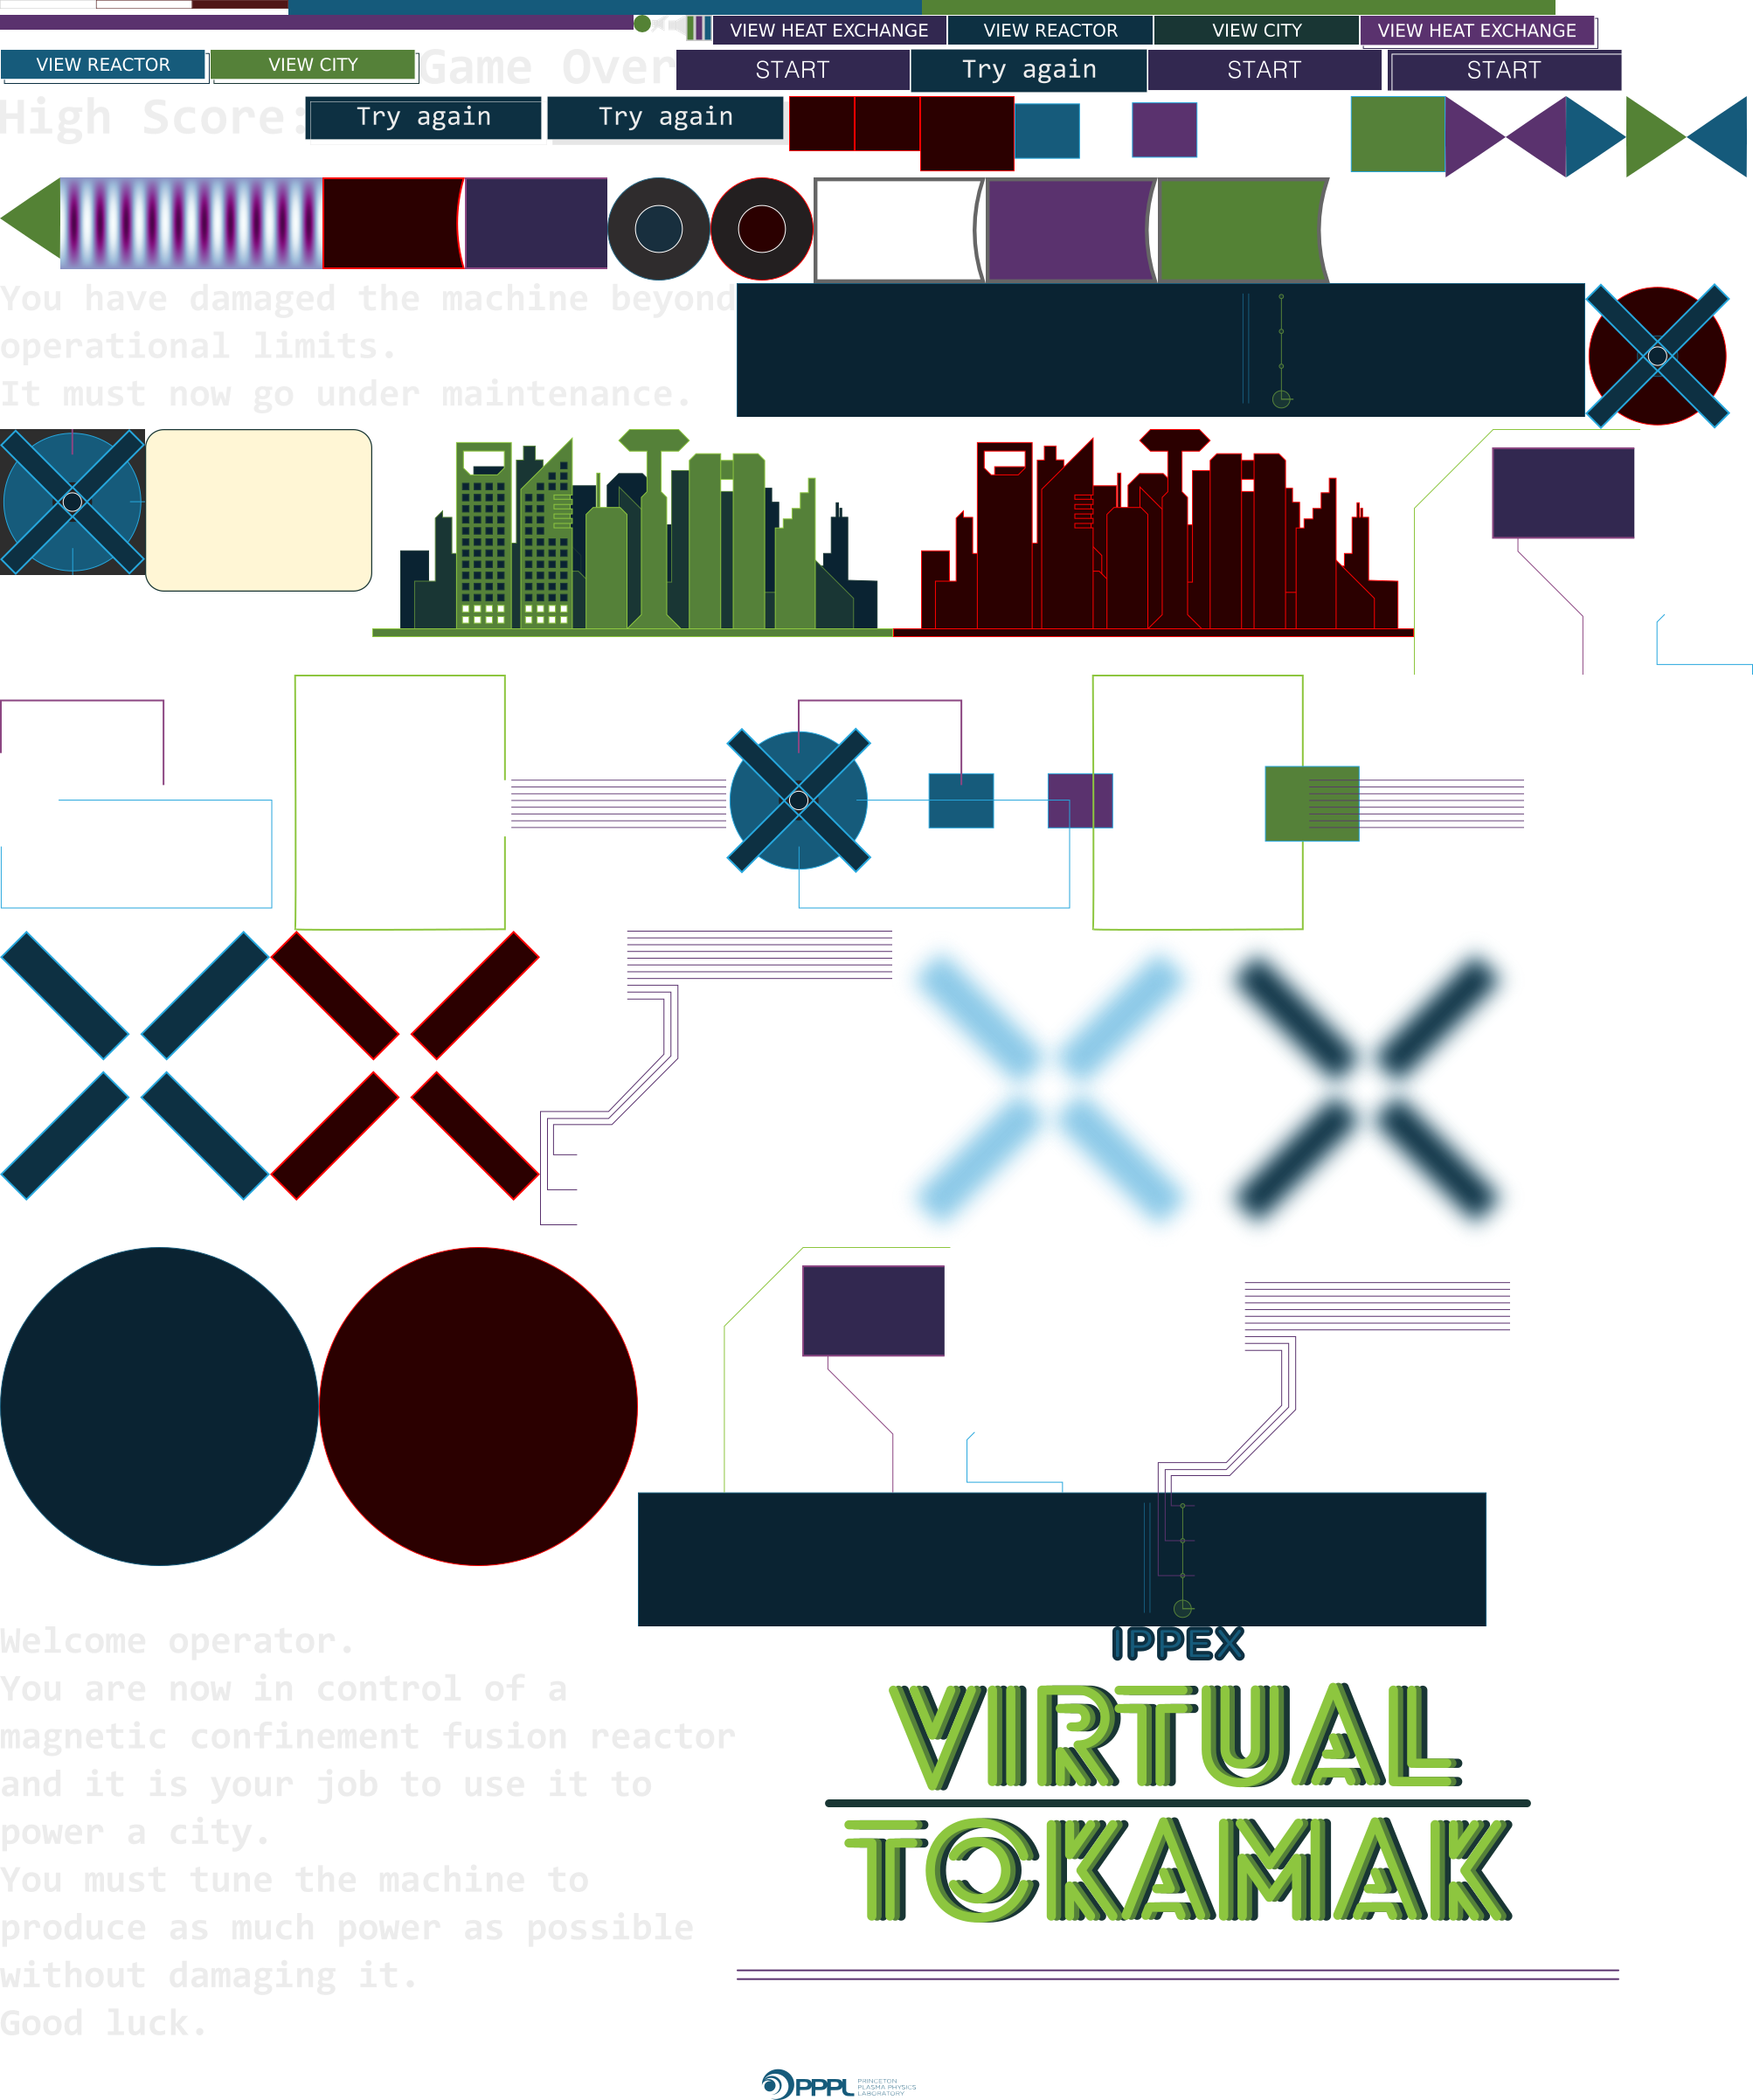 VIEW HEAT EXCHANGE VIEW REACTOR VIEW CITY VIEW HEAT EXCHANGE
VIEW REACTOR VIEW CITY Game Over START Try again START START
High Score: Try again Try again
You have damaged the machine beyond
operational limits.
It must now go under maintenance.
Welcome operator.
You are now in control of a
magnetic confinement fusion reactor
and it is your job to use it to
power a city.
You must tune the machine to
produce as much power as possible
without damaging it.
Good luck.
IPPEX
VIRTUAL
TOKAMAK
PPPL PRINCETON
PLASMA PHYSICS
LABORATORY